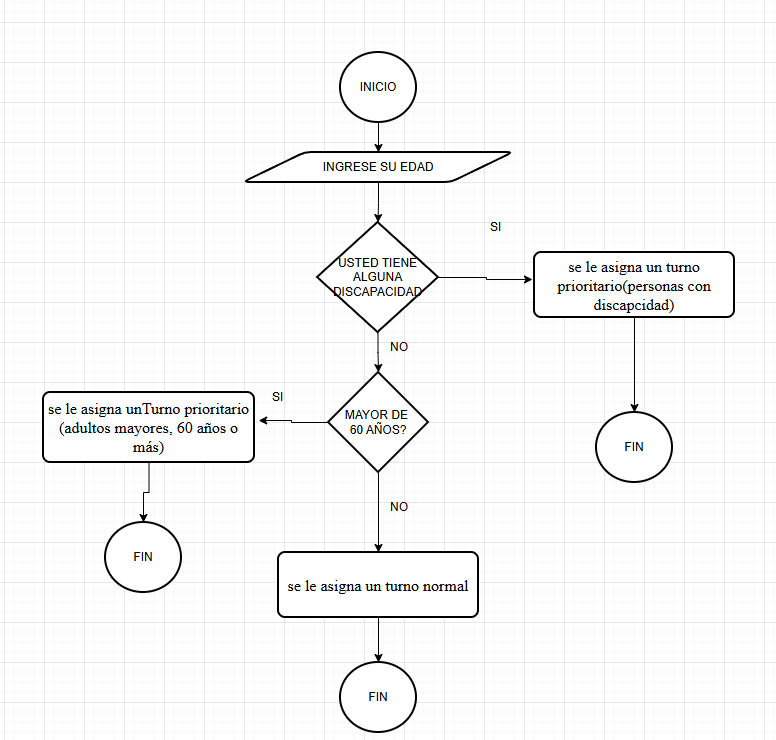 INICIO
INGRESE SU EDAD
SI
USTED TIENE
ALGUNA
DISCAPACIDAD
se le asigna un turno
prioritario(personas con
discapcidad)
NO
SI
se le asigna unTurno prioritario
(adultos mayores, 60 años o
más)
MAYOR DE
60 AÑOS?
FIN
NO
FIN
se le asigna un turno normal
FIN